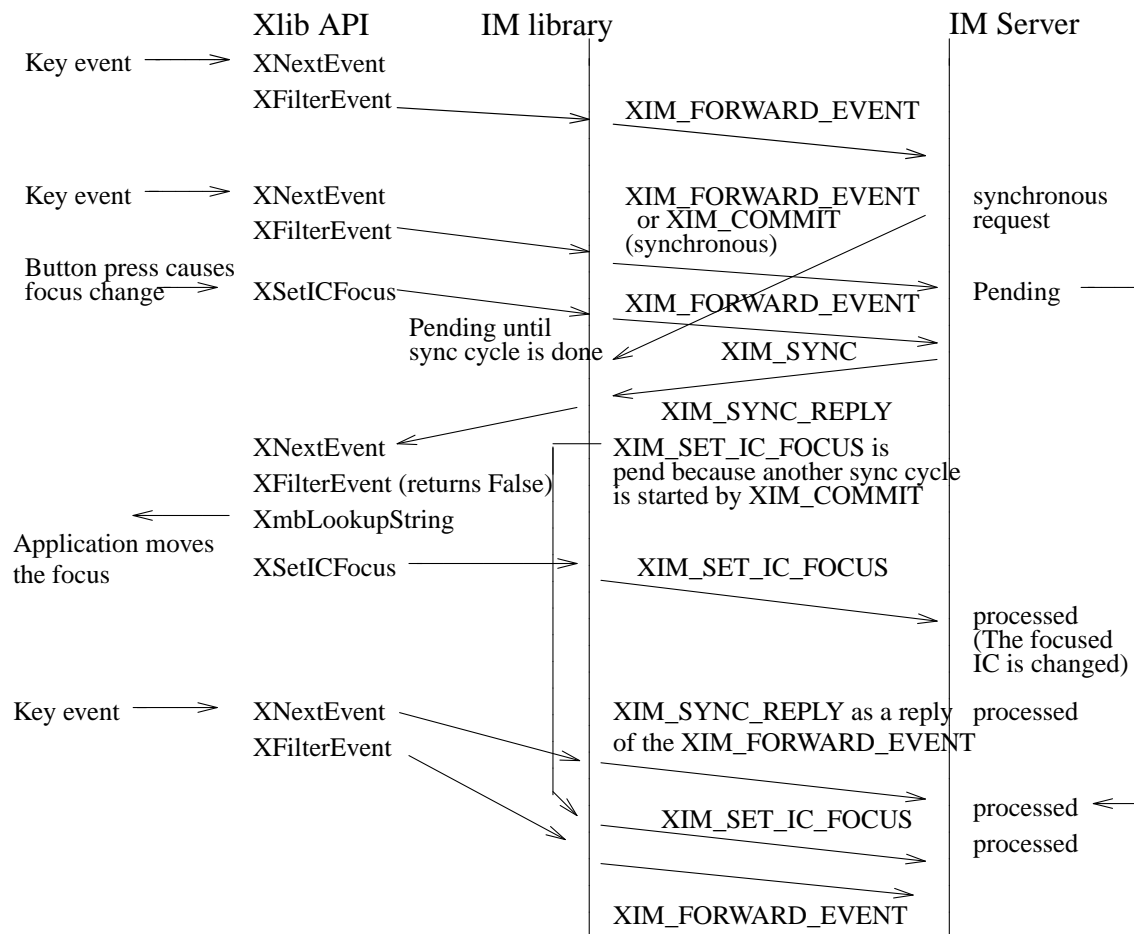 Xlib API IM library IM Server
Key event XNextEvent
XFilterEvent XIM_FORWARD_EVENT
Key event XNextEvent XIM_FORWARD_EVENT synchronous
or XIM_COMMIT request
XFilterEvent (synchronous)
Button press causes
focus change XSetICFocus XIM_FORWARD_EVENT Pending
Pending until
sync cycle is done XIM_SYNC
XIM_SYNC_REPLY
XNextEvent XIM_SET_IC_FOCUS is
pend because another sync cycle
XFilterEvent (returns False) is started by XIM_COMMIT
XmbLookupString
Application moves
the focus XSetICFocus XIM_SET_IC_FOCUS
processed
(The focused
IC is changed)
Key event XNextEvent XIM_SYNC_REPLY as a reply processed
XFilterEvent of the XIM_FORWARD_EVENT
processed
XIM_SET_IC_FOCUS
processed
XIM_FORWARD_EVENT